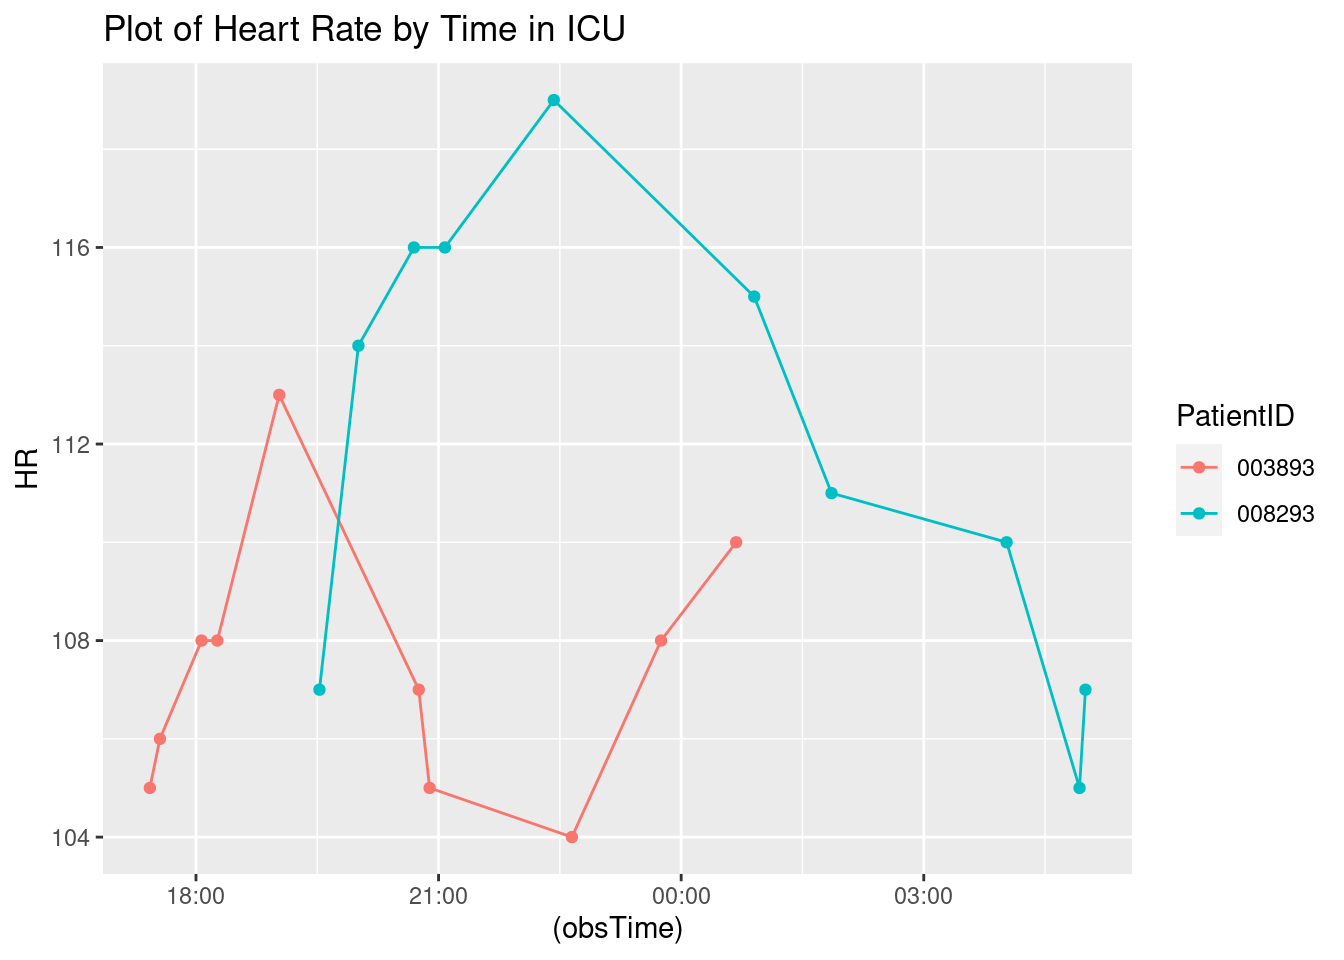 Plot of Heart Rate by Time in ICU
HR
116
112
108
104
18:00 21:00 00:00 03:00
(obsTime)
PatientID
003893
008293